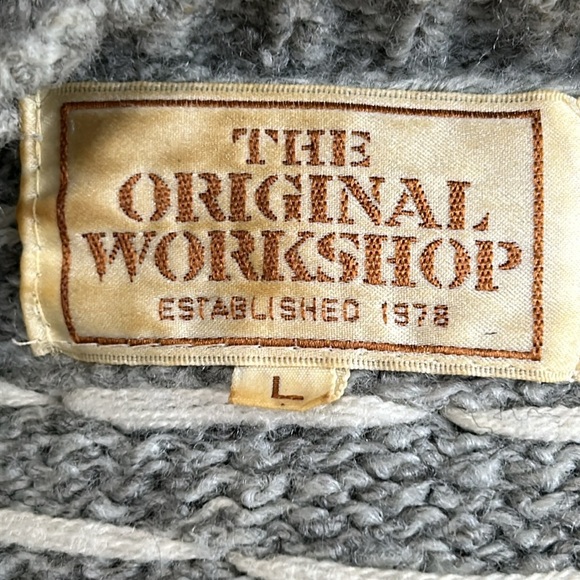 THE
ORIGINAL
WORKSHOP
ESTABLISHED 1978
L